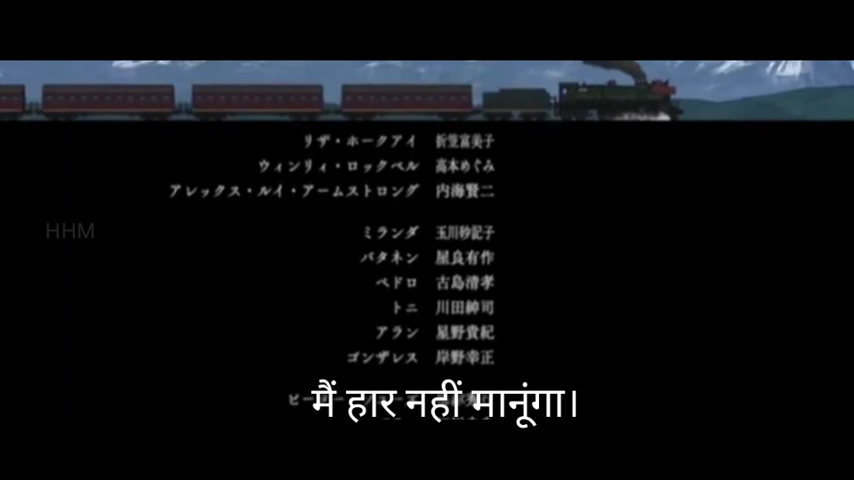 リザ・ホークアイ 折笠富美子
ウィンリィ・ロックベル 高本めぐみ
アレックス・ルイ・アームストロング 内海賢二
HHM
ミランダ 玉川砂記子
パタネン 屋良有作
ペドロ 古島清孝
トニ 川田紳司
アラン 星野貴紀
ゴンザレス 岸野幸正
मैं हार नहीं मानूंगा।